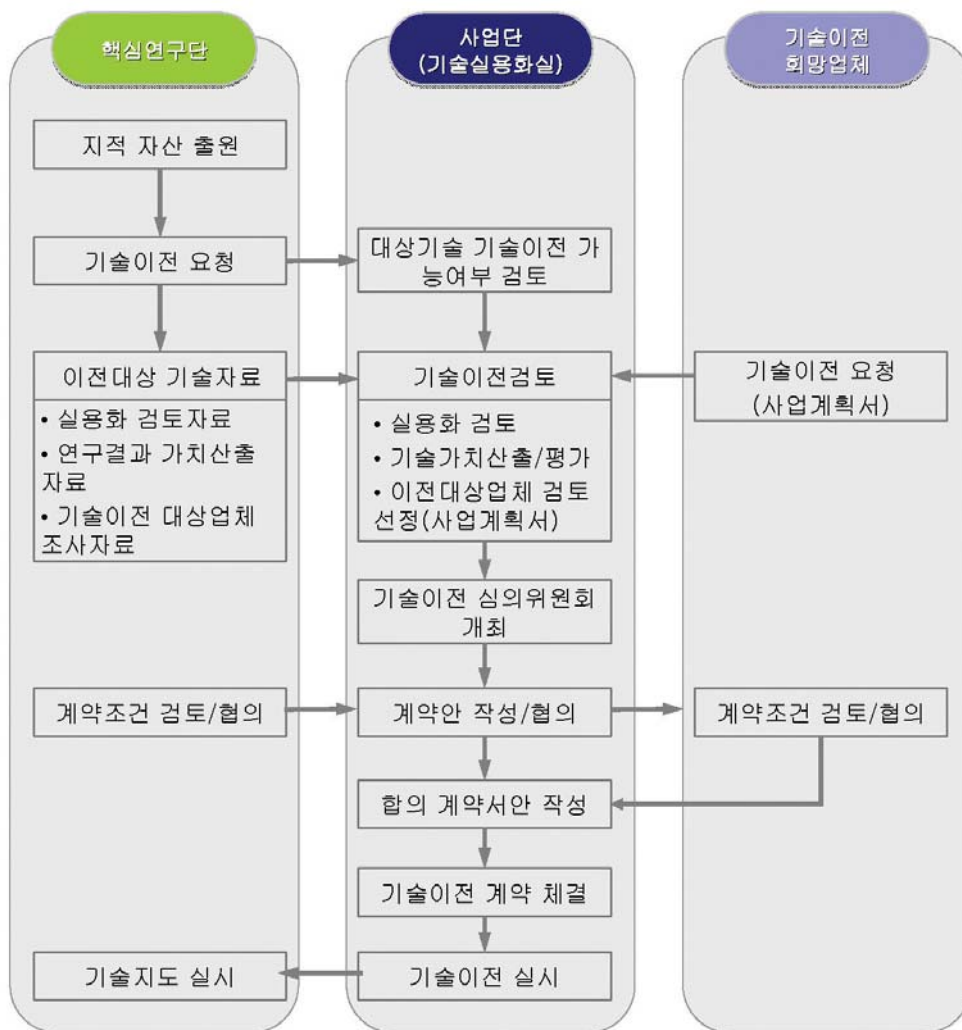 핵심연구단
사업단
(기술실용화실)
기술이전
희망업체
지적 자산 출원
기술이전 요청
대상기술 기술이전 가
능여부 검토
이전대상 기술자료
• 실용화 검토자료
• 연구결과 가치산출
자료
• 기술이전 대상업체
조사자료
기술이전검토
• 실용화 검토
• 기술가치산출/평가
• 이전대상업체 검토
선정(사업계획서)
기술이전 요청
(사업계획서)
기술이전 심의위원회
개최
계약조건 검토/협의
계약안 작성/협의
계약조건 검토/협의
합의 계약서안 작성
기술이전 계약 체결
기술지도 실시
기술이전 실시